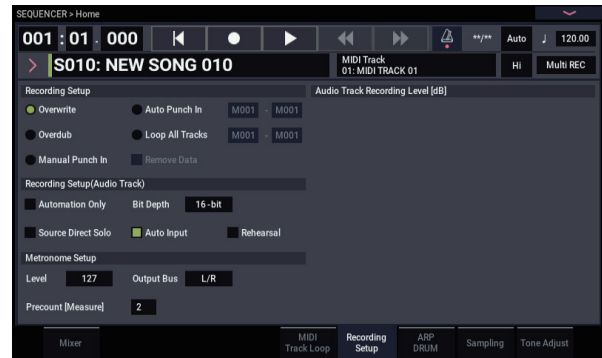 SEQUENCER > Home
001 : 01 . 000 **/** Auto ♩ 120.00
S010: NEW SONG 010 MIDI Track 01: MIDI TRACK 01 Hi Multi REC
Recording Setup
Overwrite Auto Punch In M001 - M001
Overdub Loop All Tracks M001 - M001
Manual Punch In Remove Data
Recording Setup(Audio Track)
Automation Only Bit Depth 16-bit
Source Direct Solo Auto Input Rehearsal
Metronome Setup
Level 127 Output Bus L/R
Precount [Measure] 2
Audio Track Recording Level [dB]
Mixer MIDI Track Loop Recording Setup ARP DRUM Sampling Tone Adjust